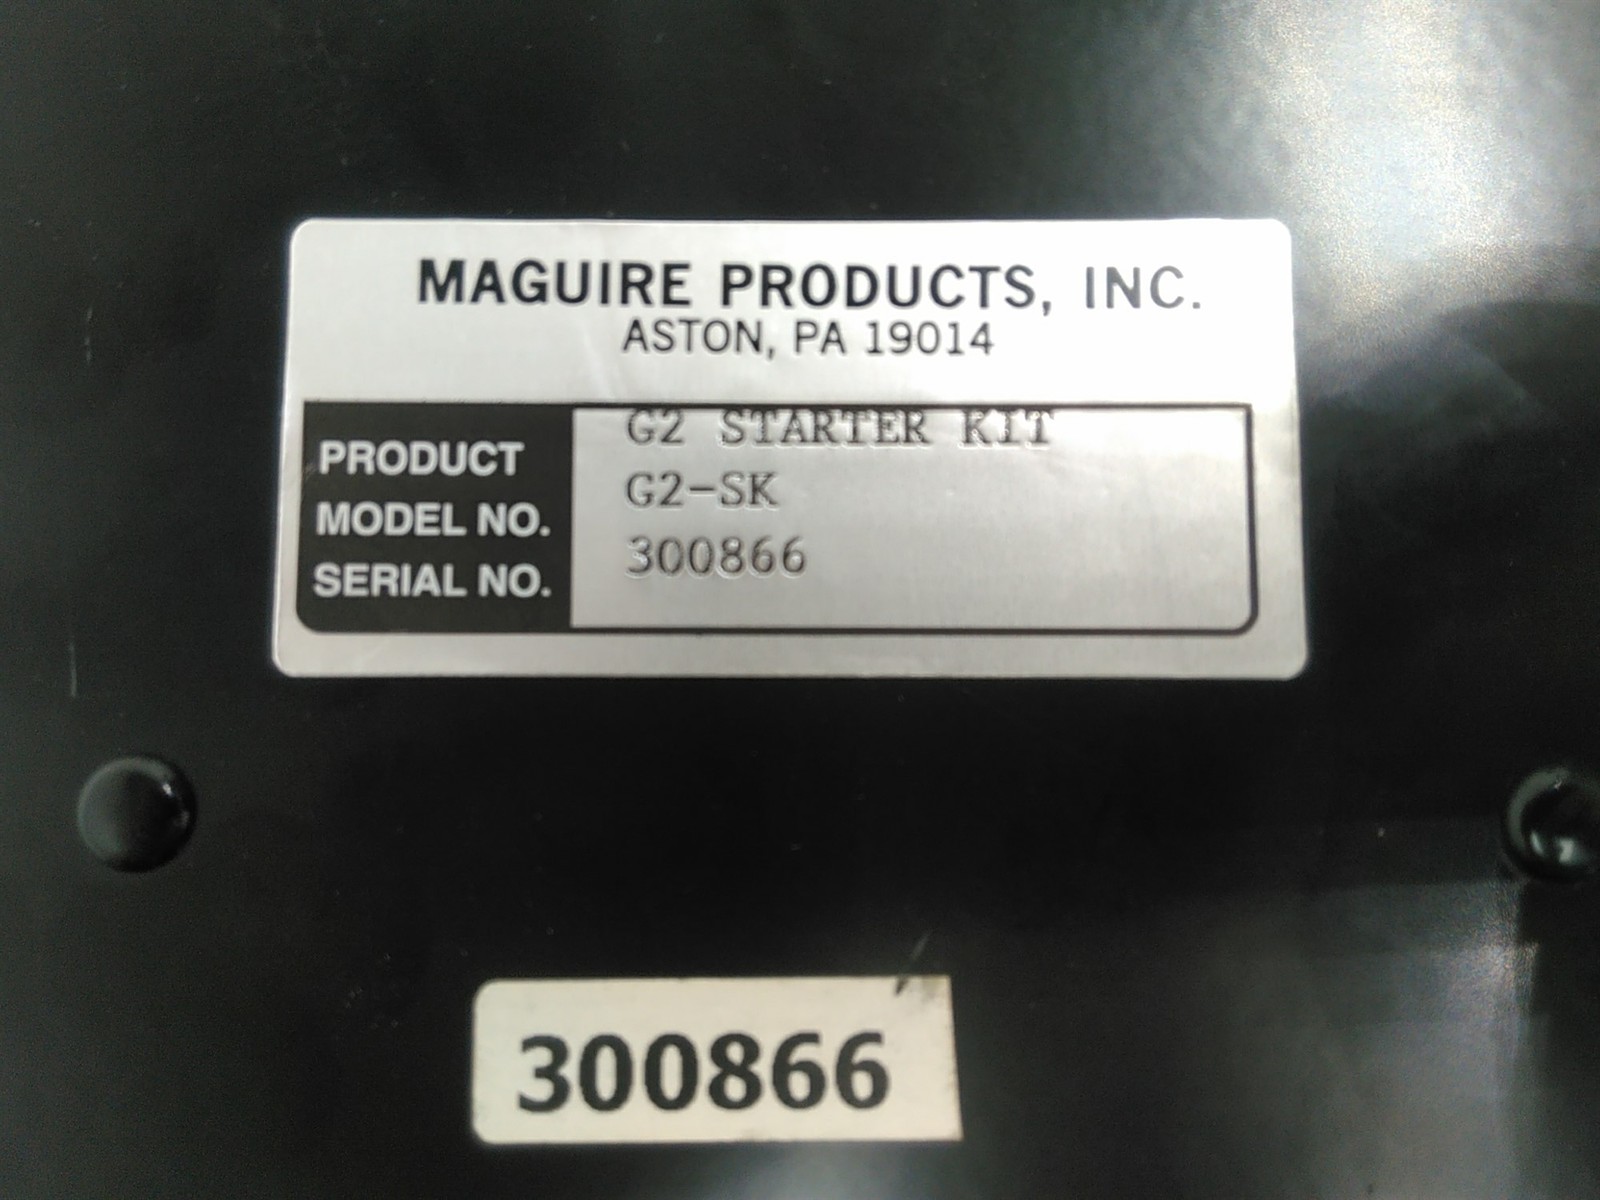 MAGUIRE PRODUCTS, INC.
ASTON, PA 19014
PRODUCT G2 STARTER KIT
MODEL NO. G2-SK
SERIAL NO. 300866
300866